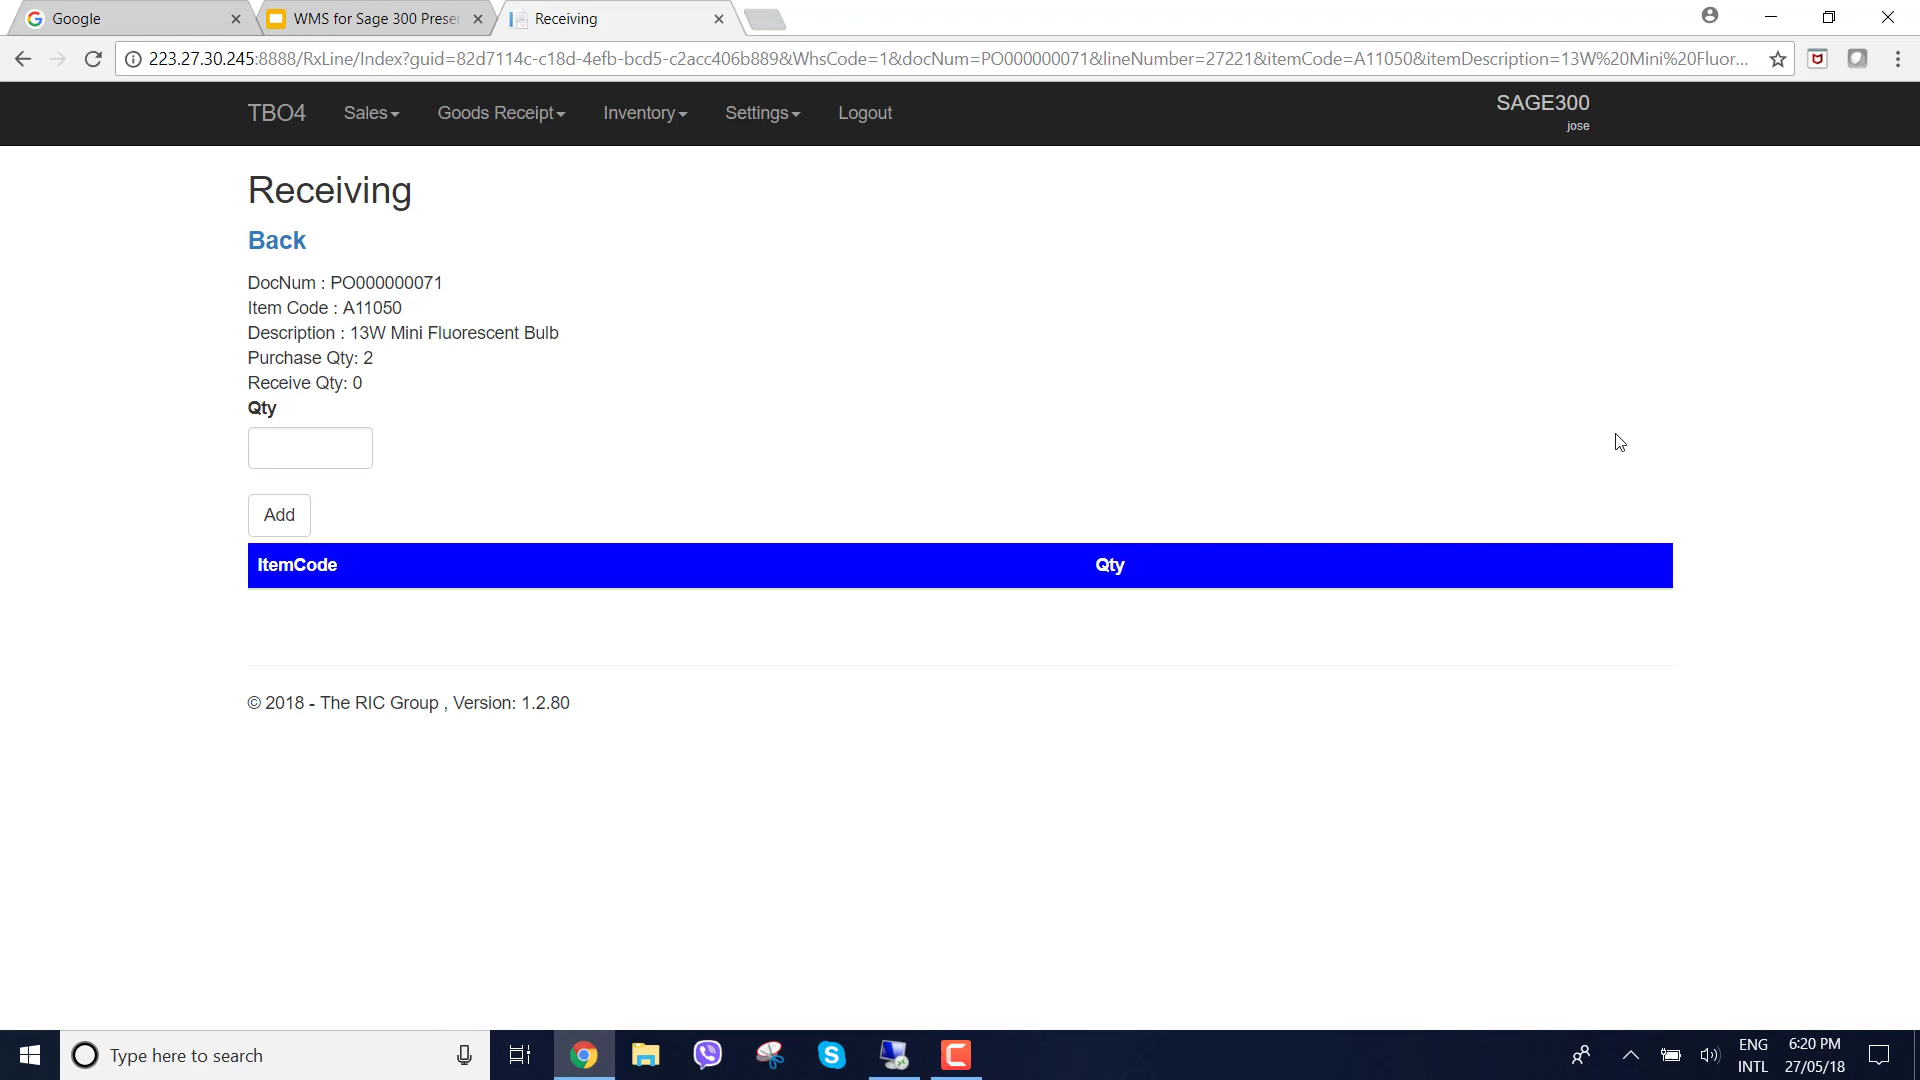 Google
WMS for Sage 300 Prese
Receiving
223.27.30.245:8888/RxLine/Index?guid=82d7114c-c18d-4efb-bcd5-c2acc406b889&WhsCode=1&docNum=PO000000071&lineNumber=27221&itemCode=A11050&itemDescription=13W%20Mini%20Fluor...
TBO4 Sales Goods Receipt Inventory Settings Logout SAGE300
jose
Receiving
Back
DocNum : PO000000071
Item Code : A11050
Description : 13W Mini Fluorescent Bulb
Purchase Qty: 2
Receive Qty: 0
Qty
Add
ItemCode Qty
© 2018 - The RIC Group , Version: 1.2.80
Type here to search
ENG
INTL
6:20 PM
27/05/18